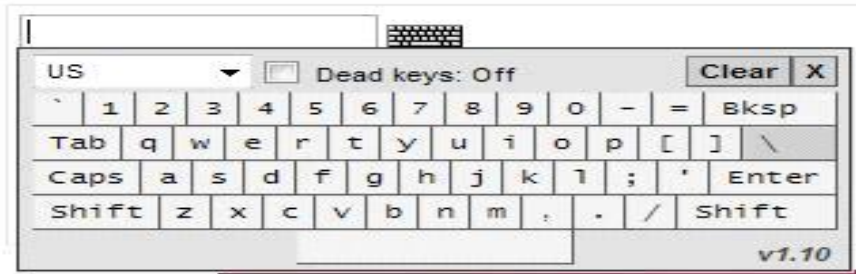 US Dead keys: Off Clear X
` 1 2 3 4 5 6 7 8 9 0 - = Bksp
Tab q w e r t y u i o p [ ] \
Caps a s d f g h j k l ; ' Enter
Shift z x c v b n m , . / Shift
v1.10